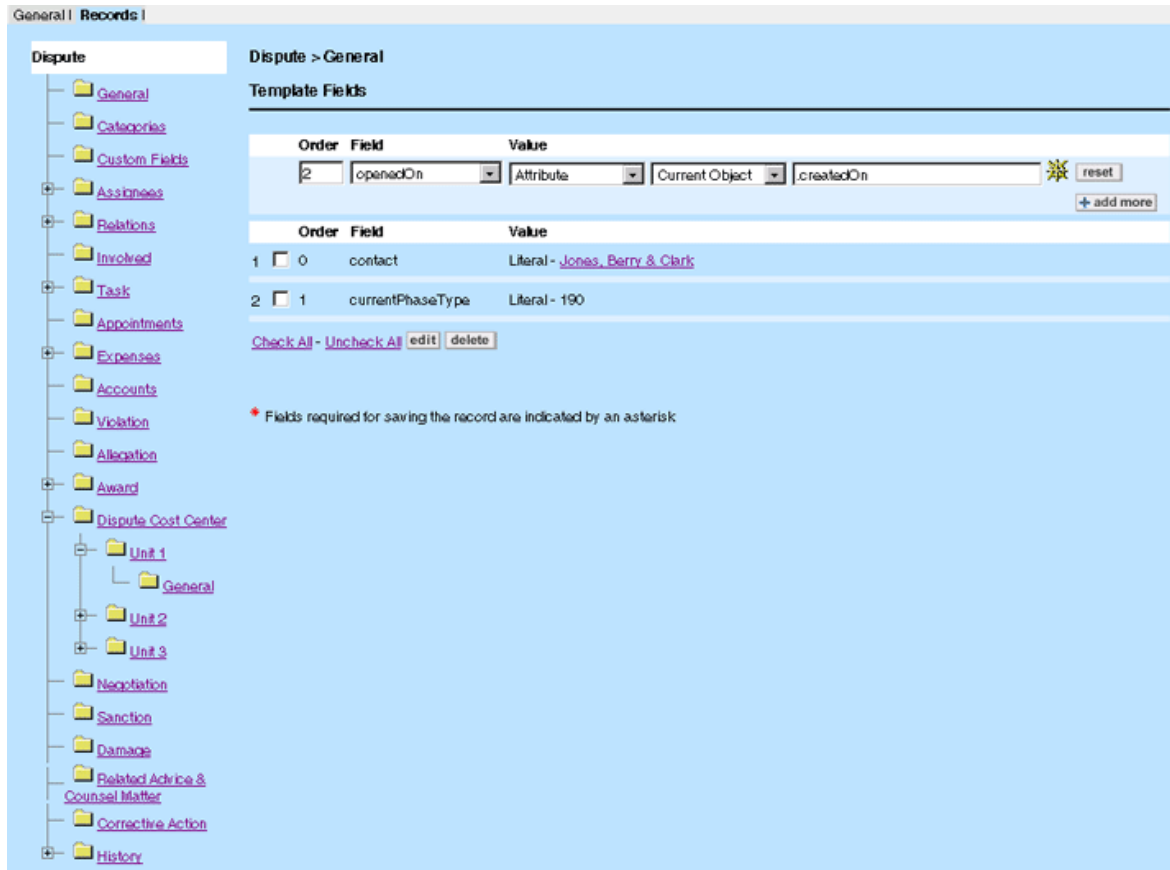 General | Records |
Dispute
General
Categories
Custom Fields
Assignees
Relations
Involved
Task
Appointments
Expenses
Accounts
Violation
Allegation
Award
Dispute Cost Center
Unit 1
General
Unit 2
Unit 3
Negotiation
Sanction
Damage
Related Advice &
Counsel Matter
Corrective Action
History
Dispute > General
Template Fields
Order Field Value
2 openedOn Attribute Current Object .createdOn reset
+ add more
Order Field Value
1 0 contact Literal - Jones, Berry & Clark
2 1 currentPhaseType Literal - 190
Check All - Uncheck All edit delete
* Fields required for saving the record are indicated by an asterisk